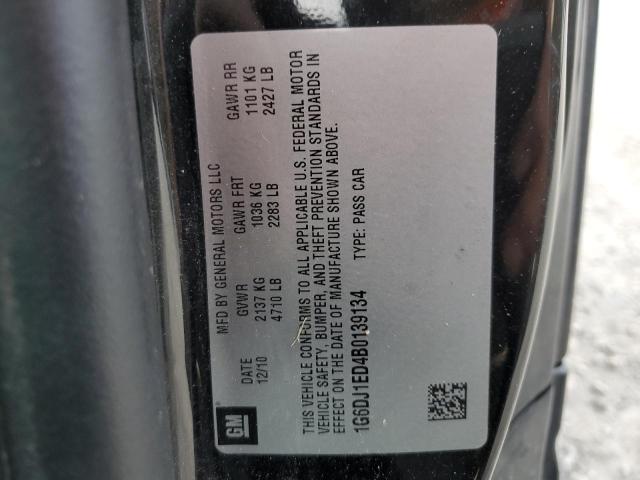 GM
MFD BY GENERAL MOTORS LLC
DATE GVWR GAWR FRT GAWR RR
12/10 2137 KG 1036 KG 1101 KG
4710 LB 2283 LB 2427 LB
THIS VEHICLE CONFORMS TO ALL APPLICABLE U.S. FEDERAL MOTOR
VEHICLE SAFETY, BUMPER, AND THEFT PREVENTION STANDARDS IN
EFFECT ON THE DATE OF MANUFACTURE SHOWN ABOVE.
1G6DJ1ED4B0139134 TYPE: PASS CAR